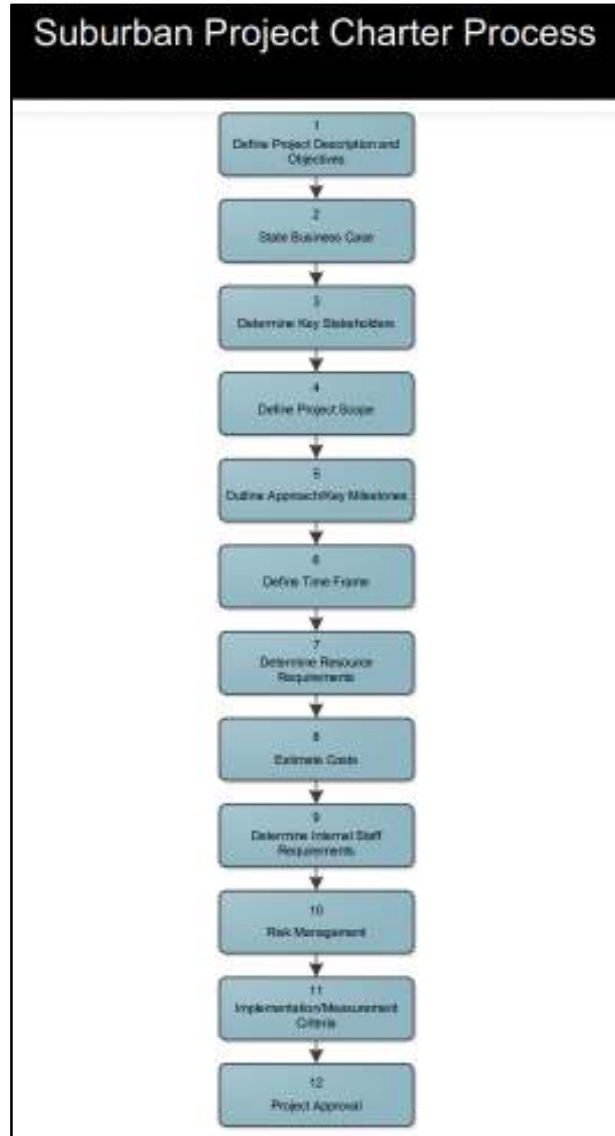 Suburban Project Charter Process
1
Define Project Description and
Objectives
2
State Business Case
3
Determine Key Stakeholders
4
Define Project Scope
5
Outline Approach/Key Milestones
6
Define Time Frame
7
Determine Resource
Requirements
8
Estimate Costs
9
Determine Internal Staff
Requirements
10
Risk Management
11
Implementation/Measurement
Criteria
12
Project Approval